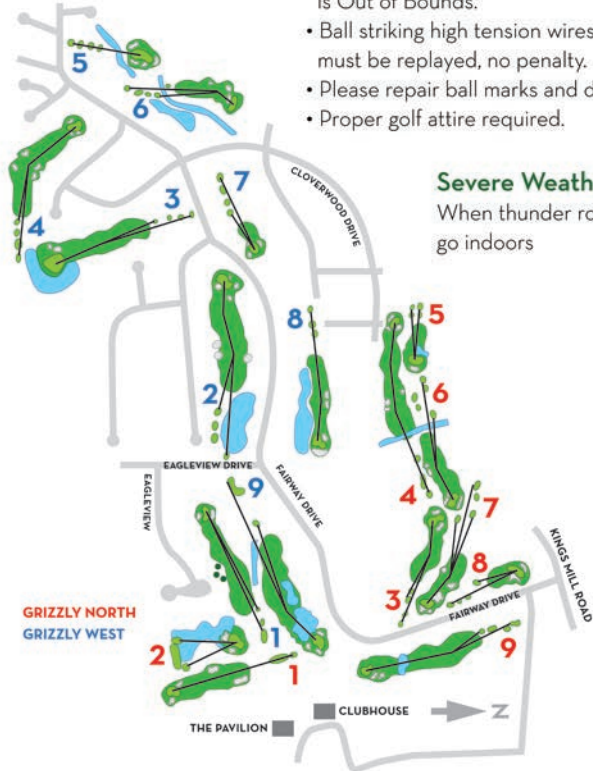 is Out of Bounds.
• Ball striking high tension wires
must be replayed, no penalty.
• Please repair ball marks and d
• Proper golf attire required.
Severe Weath
When thunder ro
go indoors
5
6
7
3
4
CLOVERWOOD DRIVE
8
5
2
6
EAGLEVIEW DRIVE
9
4
7
EAGLEVIEW
FAIRWAY DRIVE
8
KINGS MILL ROAD
3
FAIRWAY DRIVE
GRIZZLY NORTH
GRIZZLY WEST
2
1
1
9
CLUBHOUSE
N
THE PAVILION